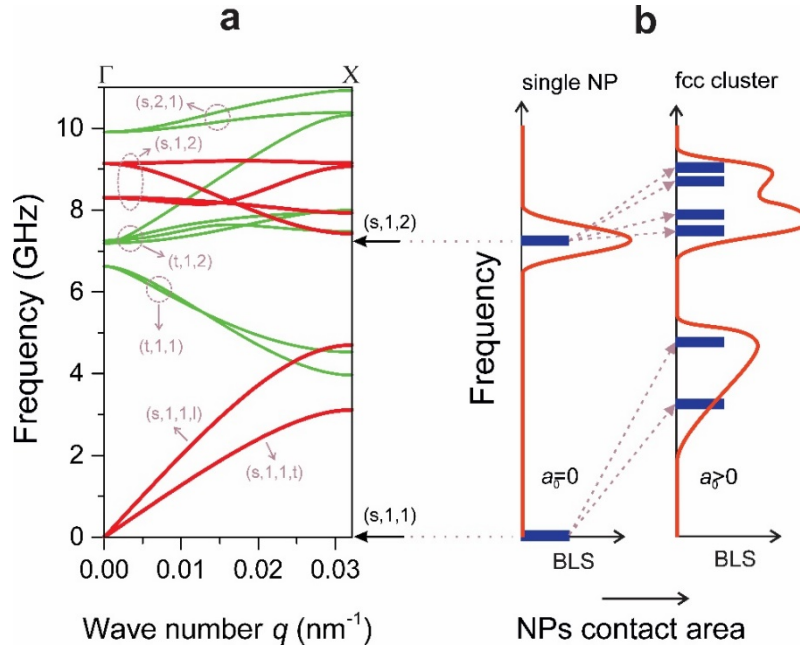 a
b
Γ
X
single NP
fcc cluster
(s,2,1)
(s,1,2)
(t,1,2)
(t,1,1)
(s,1,1,l)
(s,1,1,t)
10
8
6
4
2
0
Frequency (GHz)
0.00
0.01
0.02
0.03
Wave number q (nm⁻¹)
(s,1,2)
(s,1,1)
Frequency
a₀=0
a₀>0
BLS
BLS
NPs contact area